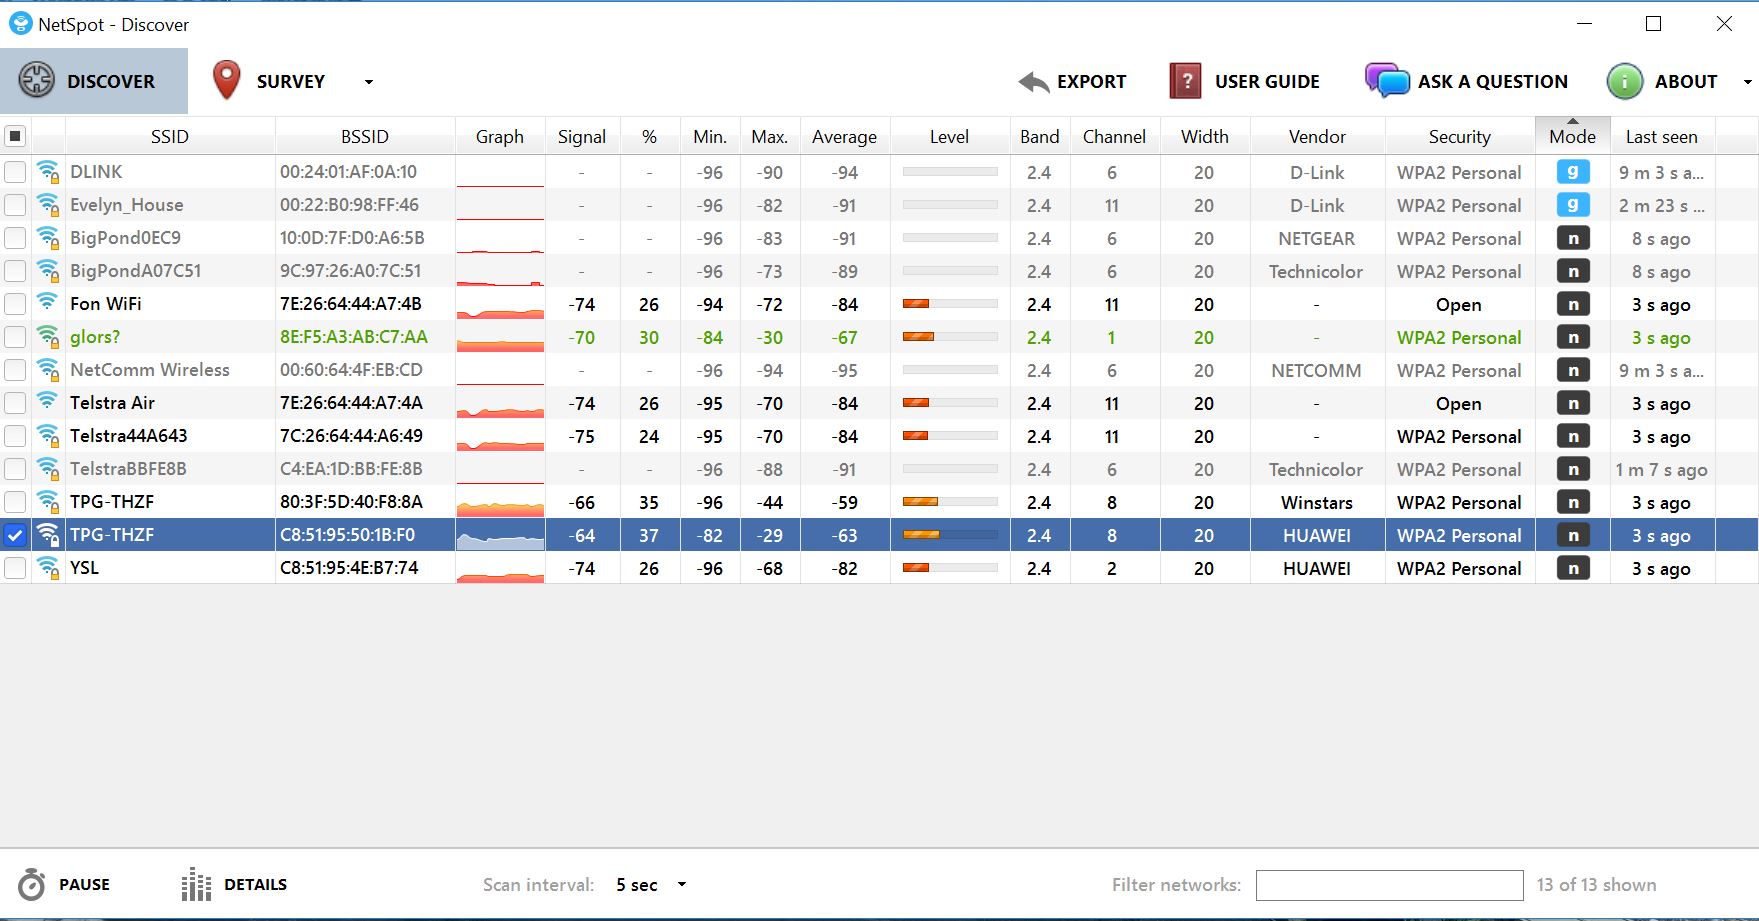 NetSpot - Discover
DISCOVER SURVEY EXPORT ? USER GUIDE ASK A QUESTION i ABOUT
SSID BSSID Graph Signal % Min. Max. Average Level Band Channel Width Vendor Security Mode Last seen
DLINK 00:24:01:AF:0A:10 - - -96 -90 -94 2.4 6 20 D-Link WPA2 Personal g 9 m 3 s a...
Evelyn_House 00:22:B0:98:FF:46 - - -96 -82 -91 2.4 11 20 D-Link WPA2 Personal g 2 m 23 s ...
BigPond0EC9 10:0D:7F:D0:A6:5B - - -96 -83 -91 2.4 6 20 NETGEAR WPA2 Personal n 8 s ago
BigPondA07C51 9C:97:26:A0:7C:51 - - -96 -73 -89 2.4 6 20 Technicolor WPA2 Personal n 8 s ago
Fon WiFi 7E:26:64:44:A7:4B -74 26 -94 -72 -84 2.4 11 20 - Open n 3 s ago
glors? 8E:F5:A3:AB:C7:AA -70 30 -84 -30 -67 2.4 1 20 - WPA2 Personal n 3 s ago
NetComm Wireless 00:60:64:4F:EB:CD - - -96 -94 -95 2.4 6 20 NETCOMM WPA2 Personal n 9 m 3 s a...
Telstra Air 7E:26:64:44:A7:4A -74 26 -95 -70 -84 2.4 11 20 - Open n 3 s ago
Telstra44A643 7C:26:64:44:A6:49 -75 24 -95 -70 -84 2.4 11 20 - WPA2 Personal n 3 s ago
TelstraBBFE8B C4:EA:1D:BB:FE:8B - - -96 -88 -91 2.4 6 20 Technicolor WPA2 Personal n 1 m 7 s ago
TPG-THZF 80:3F:5D:40:F8:8A -66 35 -96 -44 -59 2.4 8 20 Winstars WPA2 Personal n 3 s ago
TPG-THZF C8:51:95:50:1B:F0 -64 37 -82 -29 -63 2.4 8 20 HUAWEI WPA2 Personal n 3 s ago
YSL C8:51:95:4E:B7:74 -74 26 -96 -68 -82 2.4 2 20 HUAWEI WPA2 Personal n 3 s ago
PAUSE DETAILS Scan interval: 5 sec Filter networks: 13 of 13 shown